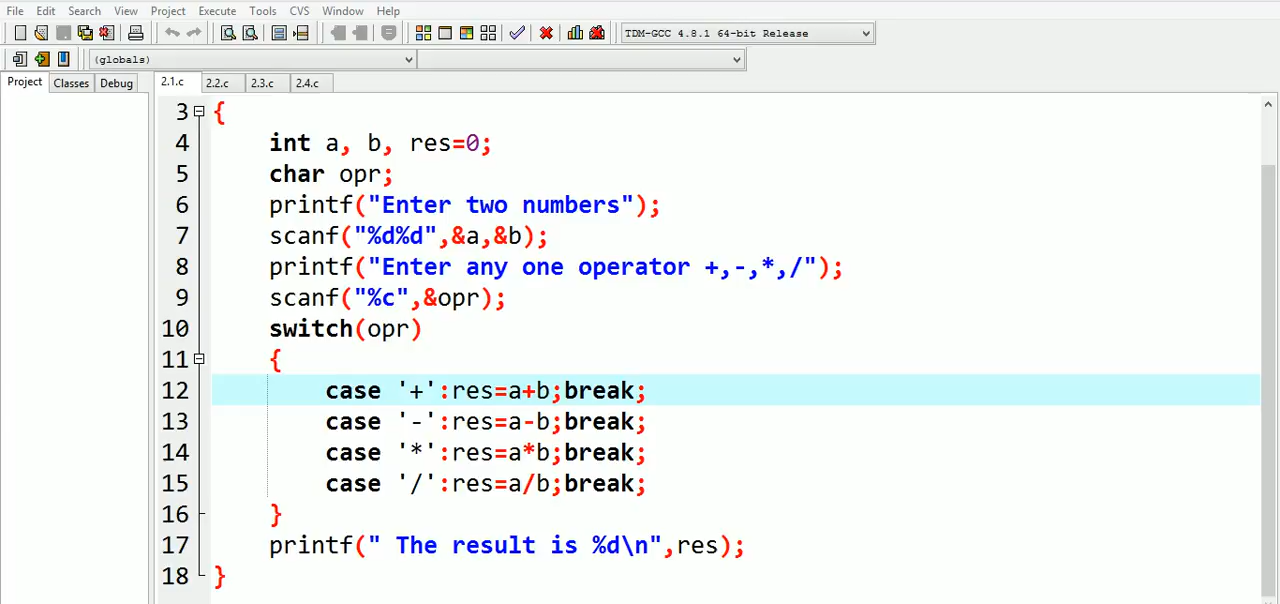 File Edit Search View Project Execute Tools CVS Window Help
TDM-GCC 4.8.1 64-bit Release
(globals)
Project Classes Debug 2.1.c 2.2.c 2.3.c 2.4.c
3 {
4 int a, b, res=0;
5 char opr;
6 printf("Enter two numbers");
7 scanf("%d%d",&a,&b);
8 printf("Enter any one operator +,-,*,/");
9 scanf("%c",&opr);
10 switch(opr)
11 {
12 case '+':res=a+b;break;
13 case '-':res=a-b;break;
14 case '*':res=a*b;break;
15 case '/':res=a/b;break;
16 }
17 printf(" The result is %d\n",res);
18 }